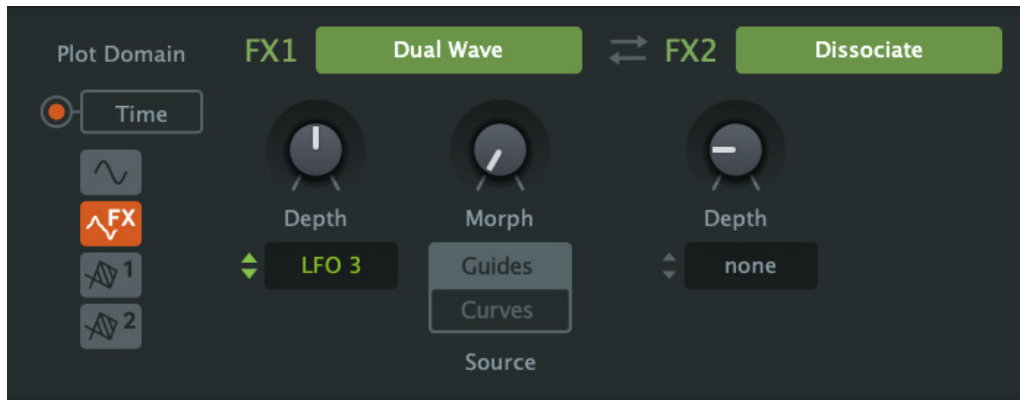 Plot Domain
FX1
Dual Wave
FX2
Dissociate
Time
FX
1
2
Depth
Morph
Depth
LFO 3
Guides
Curves
none
Source